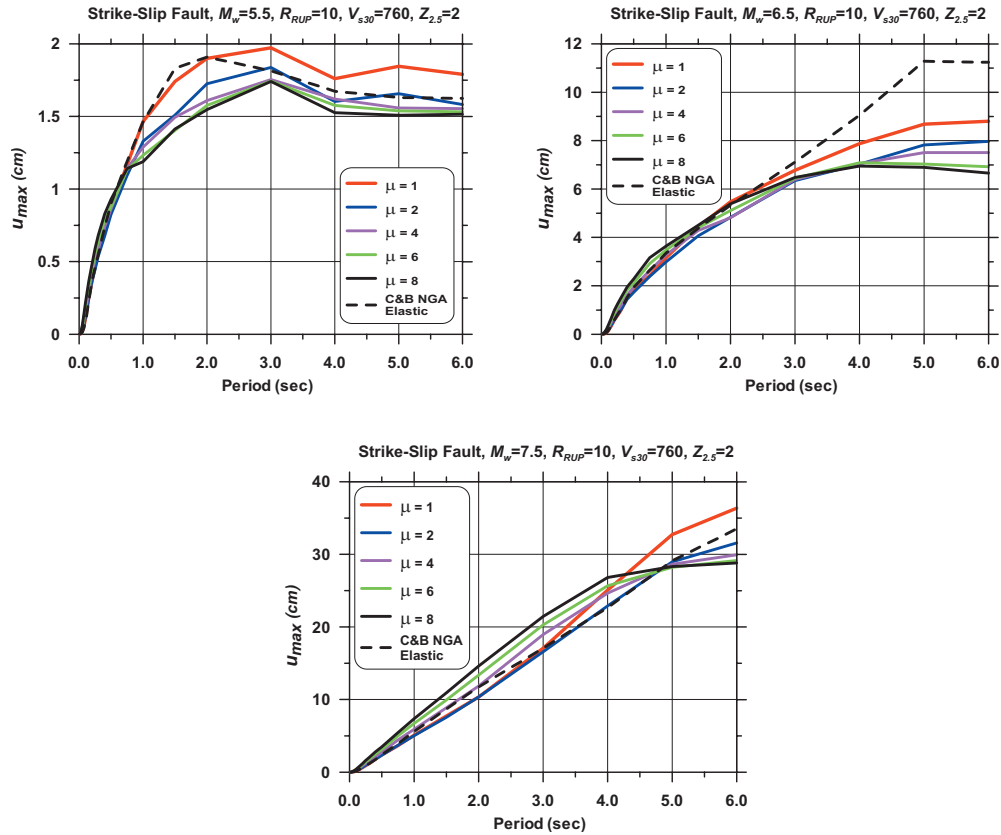 Strike-Slip Fault, Mw=5.5, RRUP=10, Vs30=760, Z2.5=2
2
1.5
1
0.5
0
umax (cm)
μ = 1
μ = 2
μ = 4
μ = 6
μ = 8
C&B NGA
Elastic
0.0 1.0 2.0 3.0 4.0 5.0 6.0
Period (sec)
Strike-Slip Fault, Mw=6.5, RRUP=10, Vs30=760, Z2.5=2
12
10
8
6
4
2
0
umax (cm)
μ = 1
μ = 2
μ = 4
μ = 6
μ = 8
C&B NGA
Elastic
0.0 1.0 2.0 3.0 4.0 5.0 6.0
Period (sec)
Strike-Slip Fault, Mw=7.5, RRUP=10, Vs30=760, Z2.5=2
40
30
20
10
0
umax (cm)
μ = 1
μ = 2
μ = 4
μ = 6
μ = 8
C&B NGA
Elastic
0.0 1.0 2.0 3.0 4.0 5.0 6.0
Period (sec)